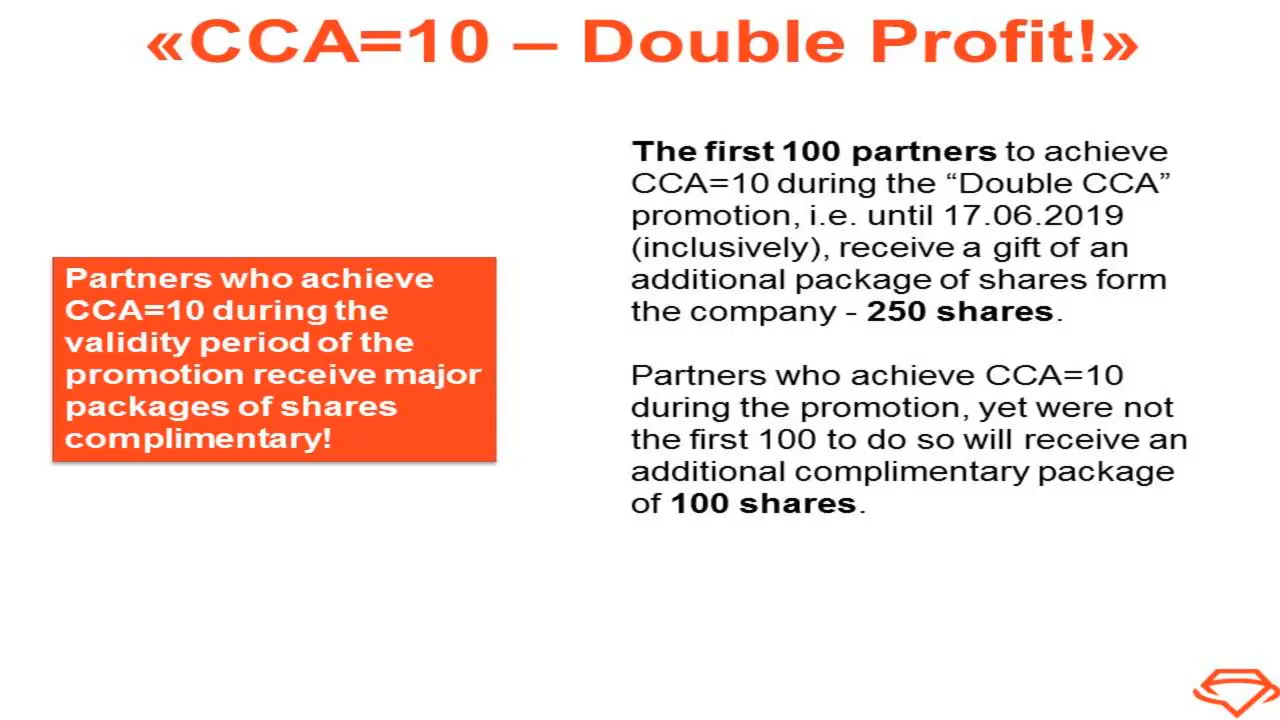 «CCA=10 – Double Profit!»
Partners who achieve
CCA=10 during the
validity period of the
promotion receive major
packages of shares
complimentary!
The first 100 partners to achieve
CCA=10 during the “Double CCA”
promotion, i.e. until 17.06.2019
(inclusively), receive a gift of an
additional package of shares form
the company - 250 shares.
Partners who achieve CCA=10
during the promotion, yet were not
the first 100 to do so will receive an
additional complimentary package
of 100 shares.